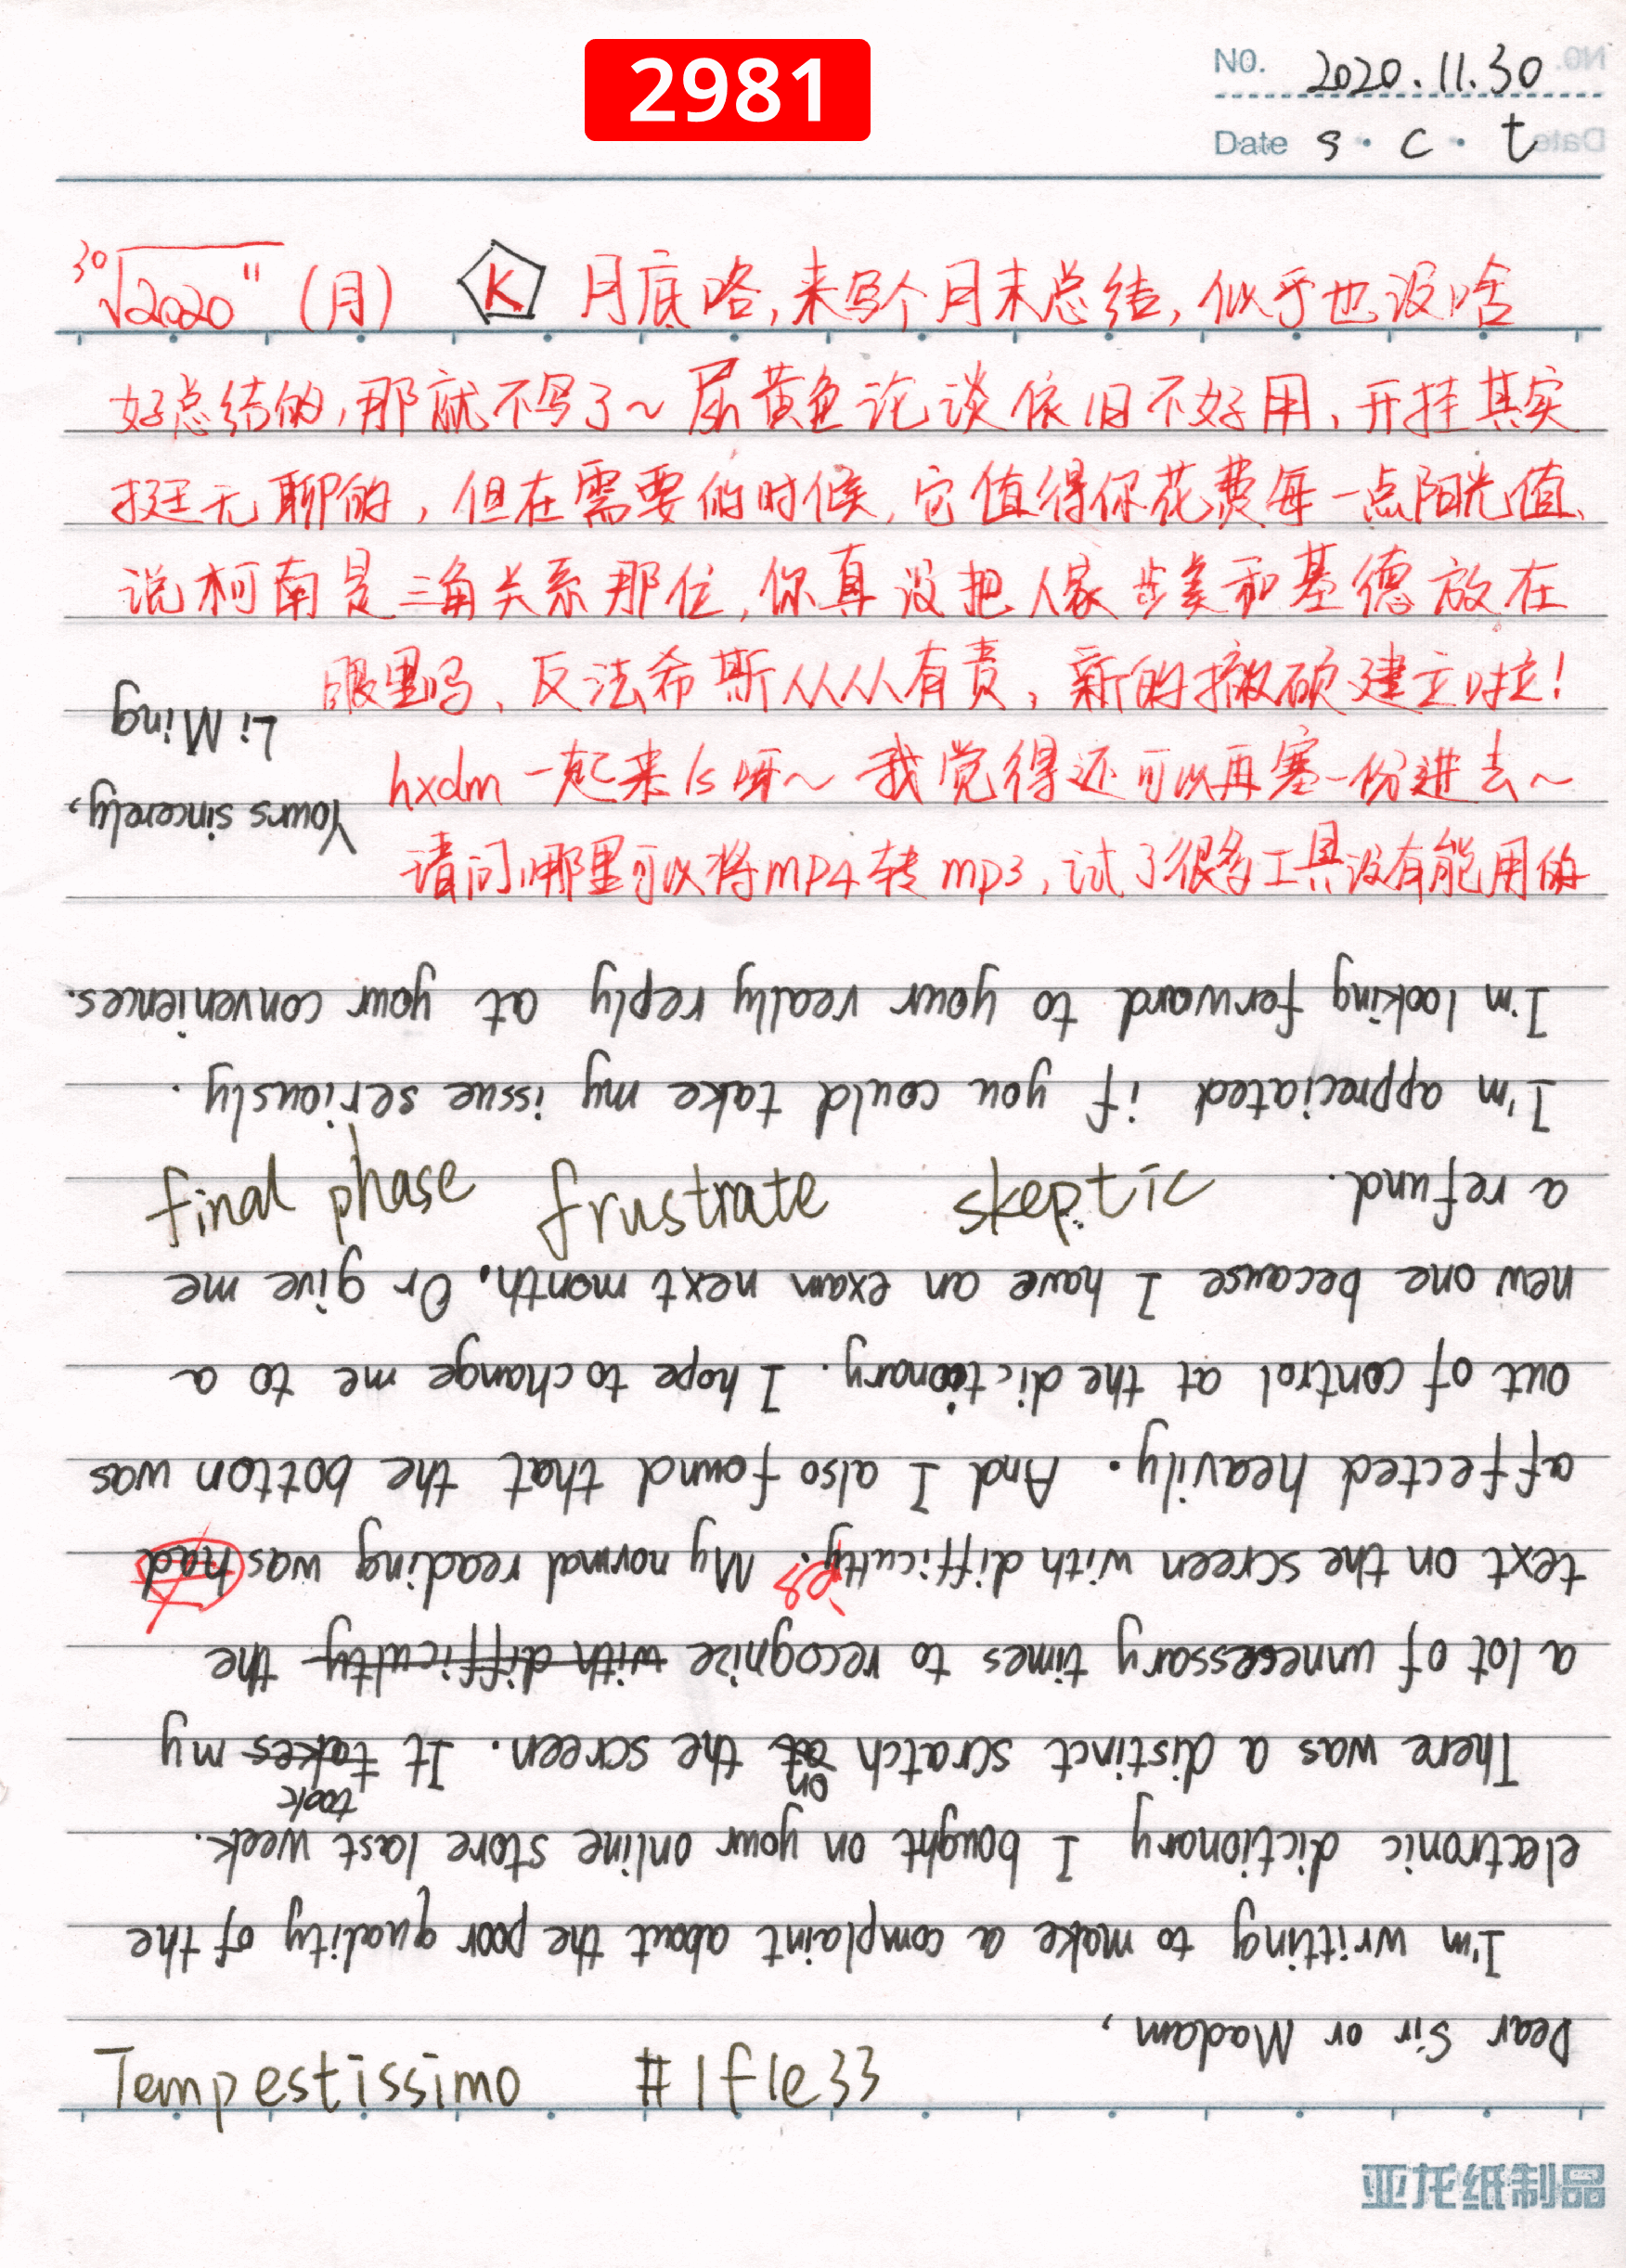 2981
N0. 2020.11.30
Date s · c · t
³⁰√2020¹¹ (月) K 月底咯,来写个月末总结,似乎也没啥
好总结的,那就不写了~ 尿黄色论谈依旧不好用,开挂其实
挺无聊的,但在需要的时候,它值得你花费每一点阳光值、
说柯南是三角关系那位,你真没把人家步美和基德放在
眼里吗、反法希斯从从从有责,新的撤硕建立啦!
hxdm 一起来ls呀~ 我觉得还可以再塞一份进去~
请问哪里可以将mp4转mp3,试了很多工具没有能用的
final phase frustrate skeptic
Tempestissimo #1f1e33
Dear Sir or Madam,
I'm writting to make a complaint about the poor quality of the
electronic dictionary I bought on your online store last week.
There was a distinct scratch at on the screen. It takes took my
a lot of unnecessary times to recognize with difficulty the
text on the screen with difficulty. My normal reading was had
affected heavily. And I also found that the botton was
out of control at the dictionary. I hope to change me to a
new one because I have an exam next month. Or give me
a refund.
I'm appreciated if you could take my issue seriously.
I'm looking forward to your really reply at your conveniences.
Yours sincerely,
Li Ming
亚龙纸制品